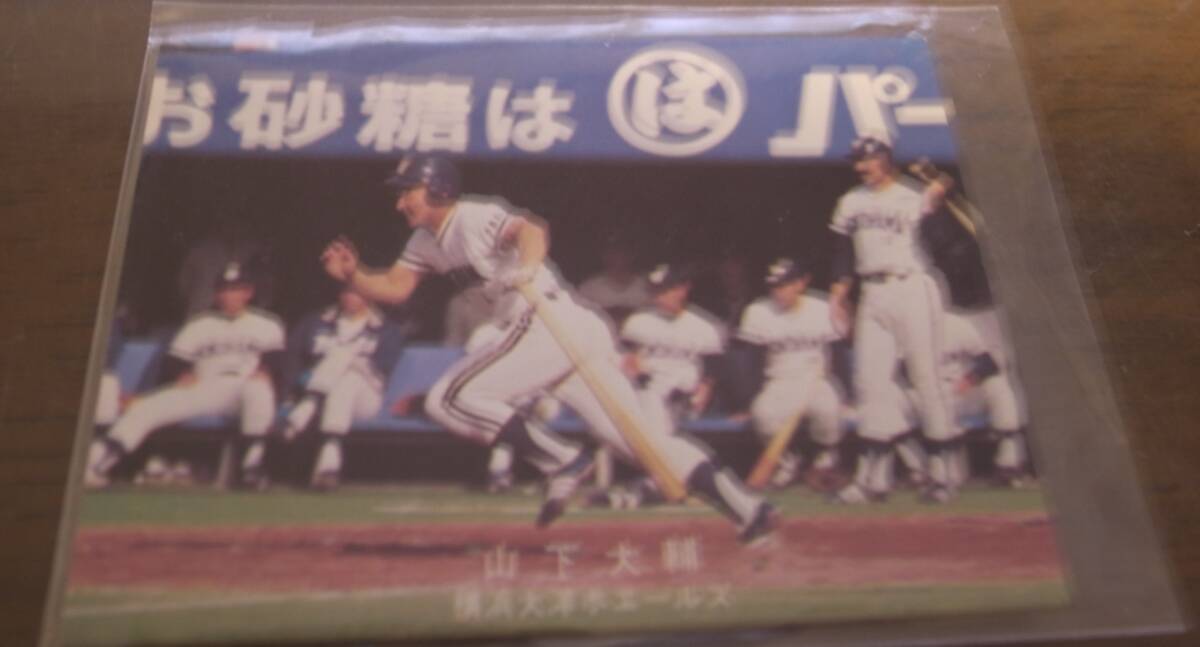 お砂糖は ほ パー
山下大輔
横浜大洋ホエールズ